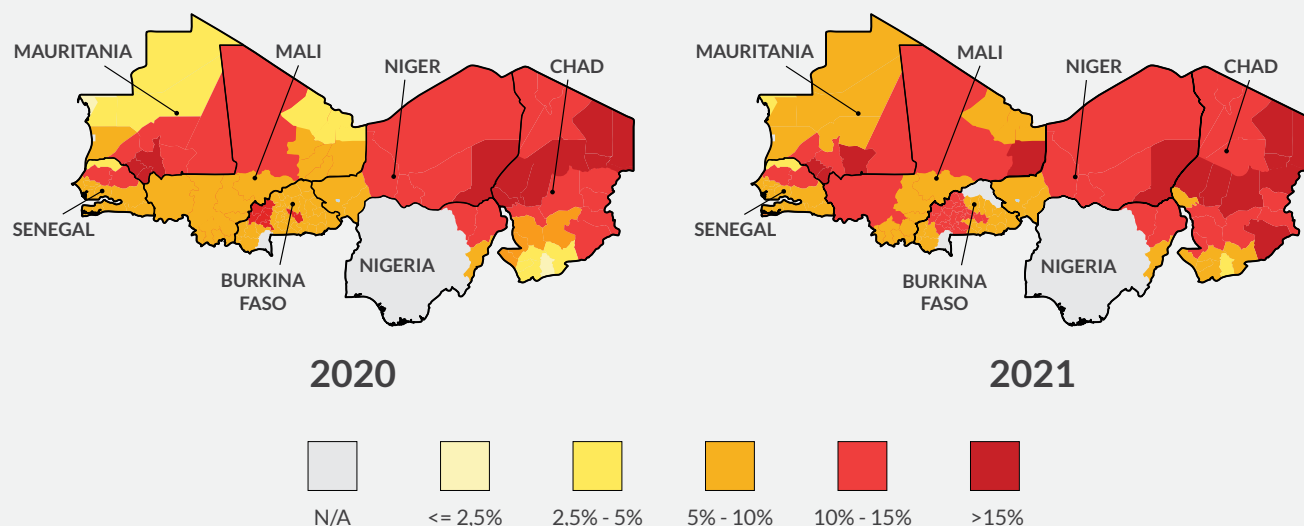 MAURITANIA
MALI
NIGER
CHAD
SENEGAL
BURKINA
FASO
NIGERIA
2020
MAURITANIA
MALI
NIGER
CHAD
SENEGAL
BURKINA
FASO
NIGERIA
2021
N/A
<= 2,5%
2,5% - 5%
5% - 10%
10% - 15%
>15%